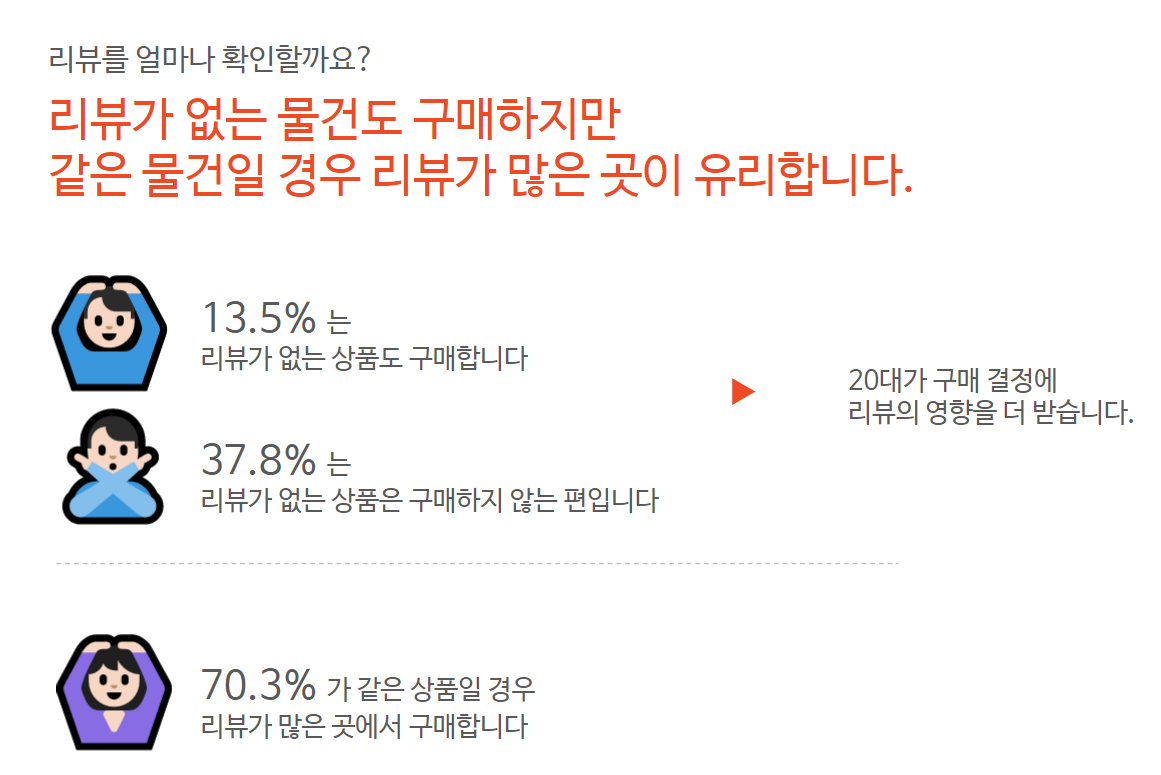 리뷰를 얼마나 확인할까요?
리뷰가 없는 물건도 구매하지만
같은 물건일 경우 리뷰가 많은 곳이 유리합니다.
13.5% 는
리뷰가 없는 상품도 구매합니다
37.8% 는
리뷰가 없는 상품은 구매하지 않는 편입니다
20대가 구매 결정에
리뷰의 영향을 더 받습니다.
70.3% 가 같은 상품일 경우
리뷰가 많은 곳에서 구매합니다